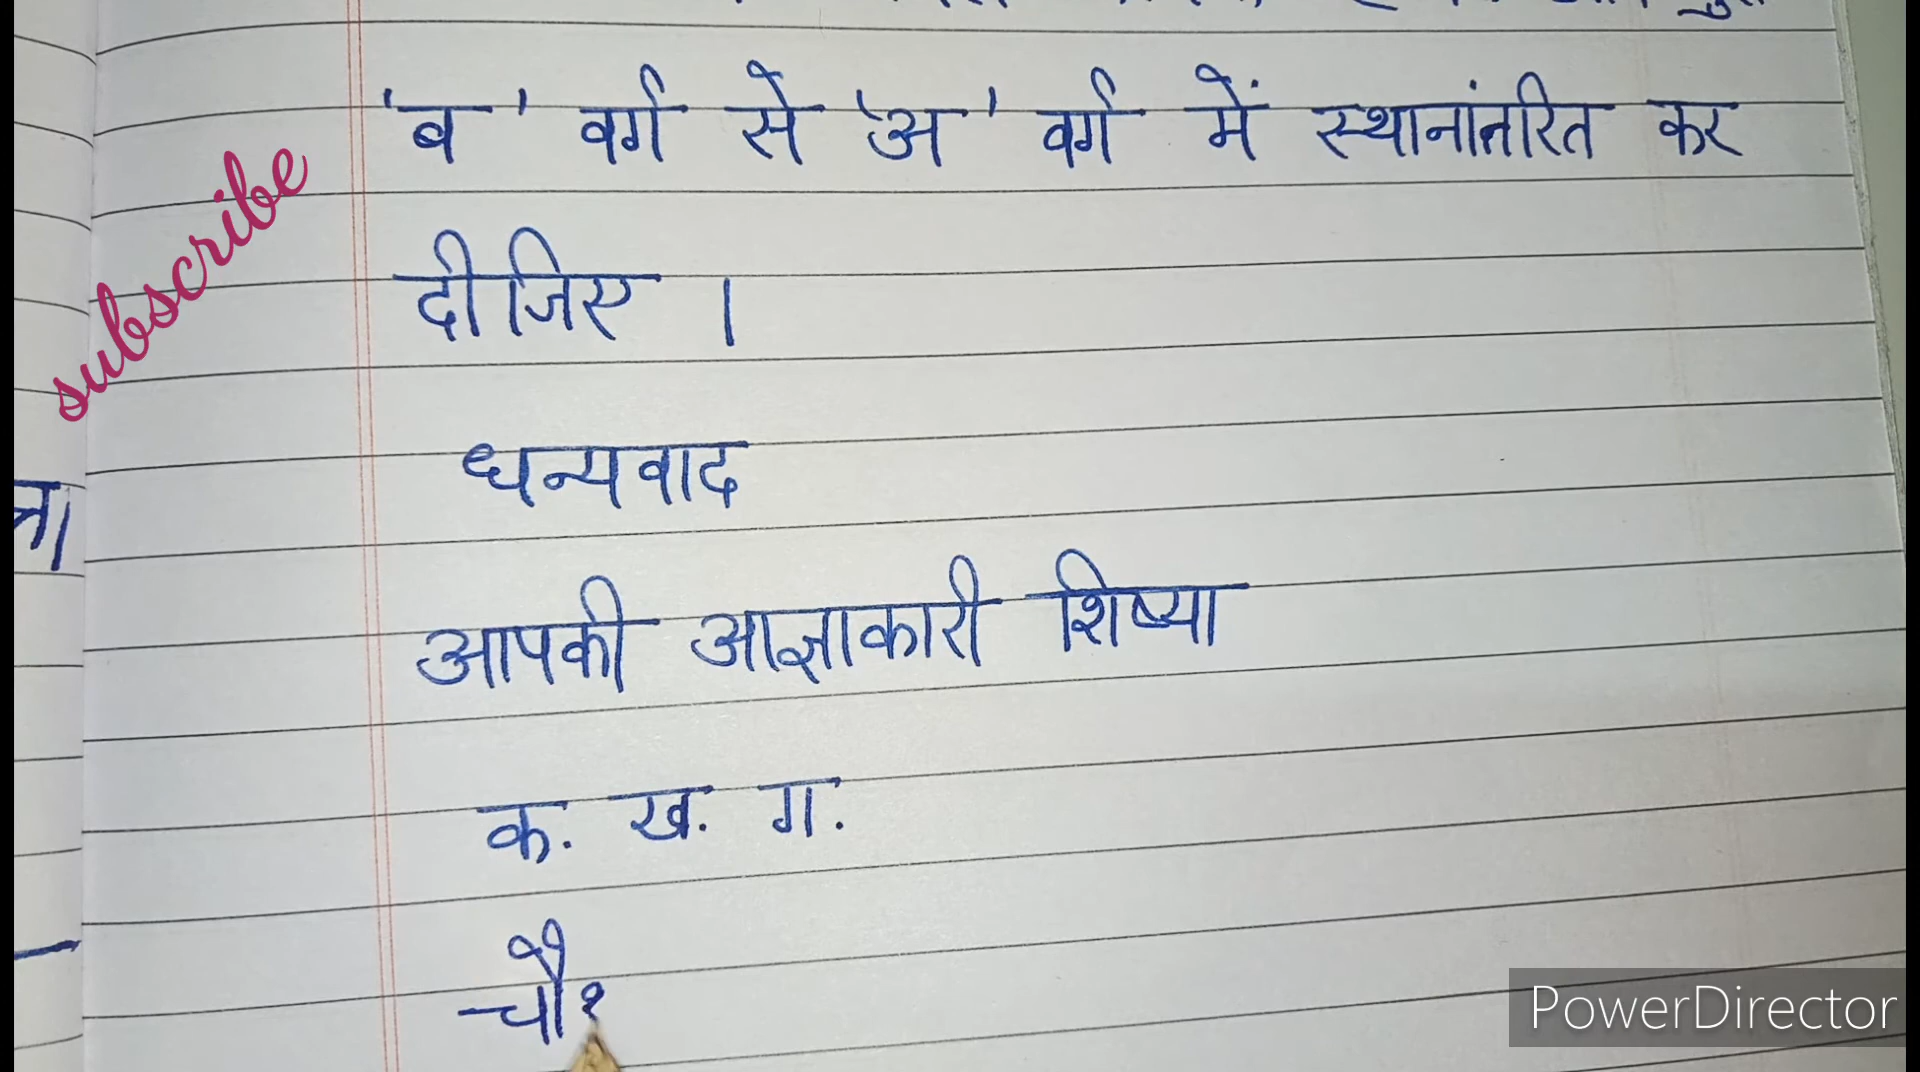 'ब' वर्ग से 'अ' वर्ग में स्थानांतरित कर
दीजिए ।
धन्यवाद
आपकी आज्ञाकारी शिष्या
क. ख. ग.
चौ
subscribe
PowerDirector